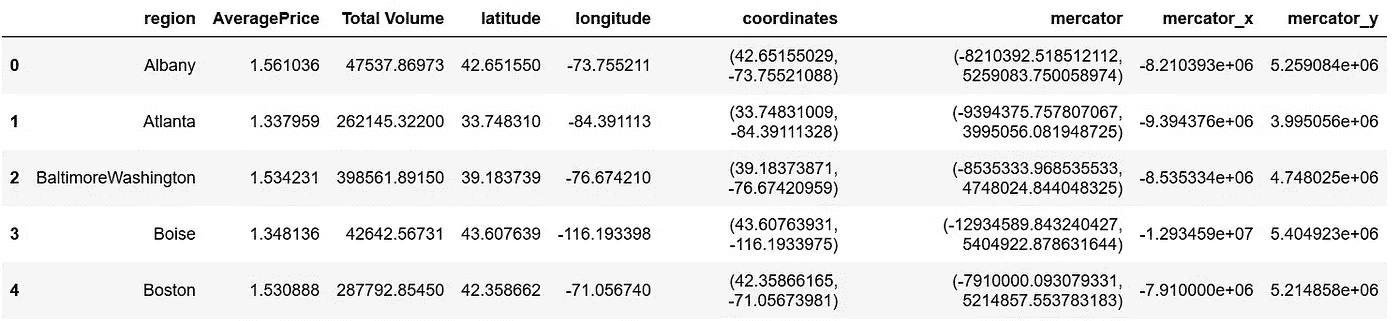 region AveragePrice Total Volume latitude longitude coordinates mercator mercator_x mercator_y
0 Albany 1.561036 47537.86973 42.651550 -73.755211 (42.65155029, -73.75521088) (-8210392.518512112, 5259083.750058974) -8.210393e+06 5.259084e+06
1 Atlanta 1.337959 262145.32200 33.748310 -84.391113 (33.74831009, -84.39111328) (-9394375.757807067, 3995056.081948725) -9.394376e+06 3.995056e+06
2 BaltimoreWashington 1.534231 398561.89150 39.183739 -76.674210 (39.18373871, -76.67420959) (-8535333.968535533, 4748024.844048325) -8.535334e+06 4.748025e+06
3 Boise 1.348136 42642.56731 43.607639 -116.193398 (43.60763931, -116.1933975) (-12934589.843240427, 5404922.878631644) -1.293459e+07 5.404923e+06
4 Boston 1.530888 287792.85450 42.358662 -71.056740 (42.35866165, -71.05673981) (-7910000.093079331, 5214857.553783183) -7.910000e+06 5.214858e+06